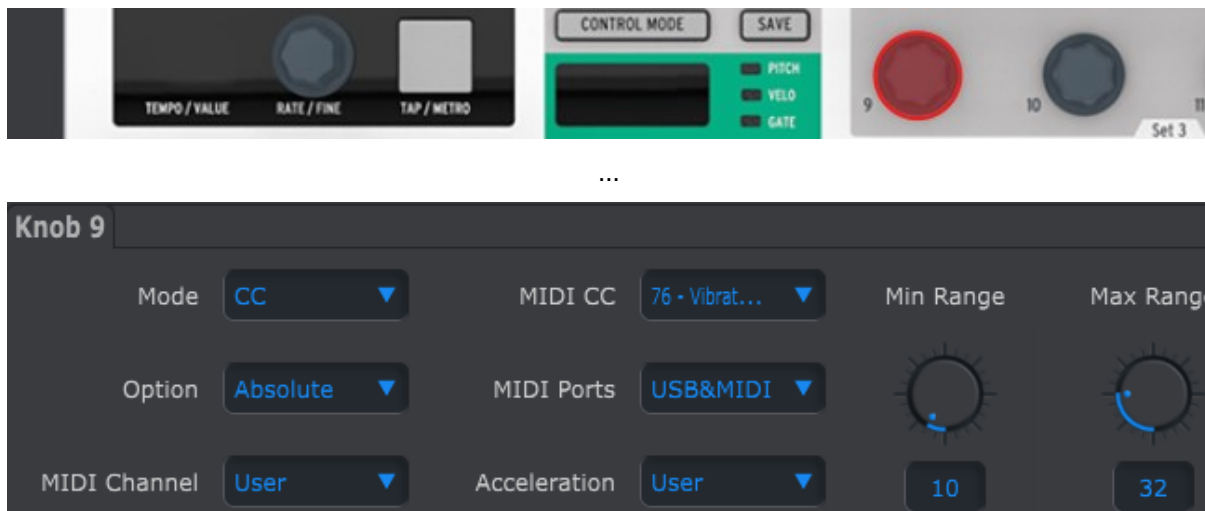 CONTROL MODE SAVE
PITCH
VELO
GATE
TEMPO / VALUE RATE / FINE TAP / METRO
9 10 11
Set 3
...
Knob 9
Mode CC MIDI CC 76 - Vibrat... Min Range Max Rang
Option Absolute MIDI Ports USB&MIDI
MIDI Channel User Acceleration User 10 32